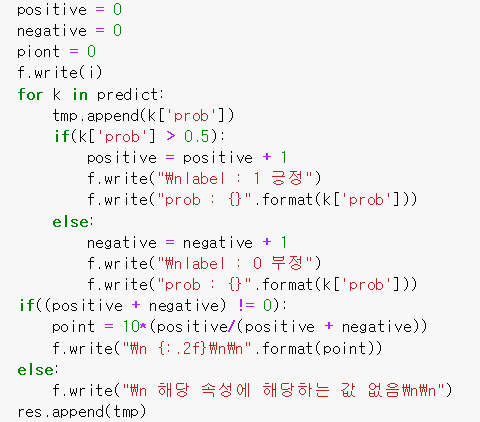 positive = 0
negative = 0
piont = 0
f.write(i)
for k in predict:
    tmp.append(k['prob'])
    if(k['prob'] > 0.5):
        positive = positive + 1
        f.write("₩nlabel : 1 긍정")
        f.write("prob : {}".format(k['prob']))
    else:
        negative = negative + 1
        f.write("₩nlabel : 0 부정")
        f.write("prob : {}".format(k['prob']))
if((positive + negative) != 0):
    point = 10*(positive/(positive + negative))
    f.write("₩n {:.2f}₩n₩n".format(point))
else:
    f.write("₩n 해당 속성에 해당하는 값 없음₩n₩n")
res.append(tmp)